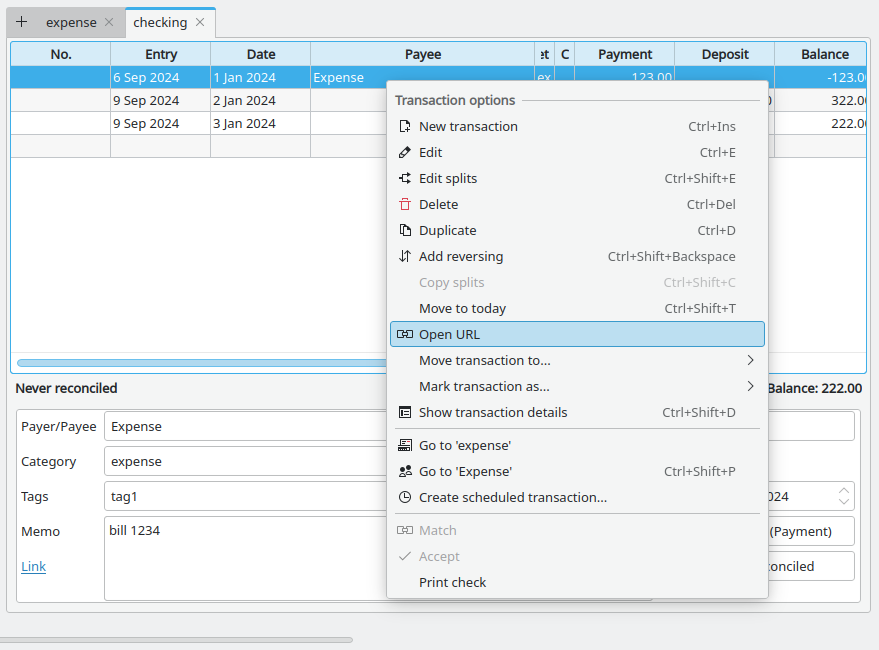 expense
checking
No. Entry Date Payee et C Payment Deposit Balance
6 Sep 2024 1 Jan 2024 Expense ex 123.00 -123.0
9 Sep 2024 2 Jan 2024 322.00
9 Sep 2024 3 Jan 2024 222.00
Transaction options
New transaction Ctrl+Ins
Edit Ctrl+E
Edit splits Ctrl+Shift+E
Delete Ctrl+Del
Duplicate Ctrl+D
Add reversing Ctrl+Shift+Backspace
Copy splits Ctrl+Shift+C
Move to today Ctrl+Shift+T
Open URL
Move transaction to...
Mark transaction as...
Show transaction details Ctrl+Shift+D
Go to 'expense'
Go to 'Expense' Ctrl+Shift+P
Create scheduled transaction...
Match
Accept
Print check
Never reconciled Balance: 222.00
Payer/Payee Expense
Category expense
Tags tag1 024
Memo bill 1234 (Payment)
Link onciled